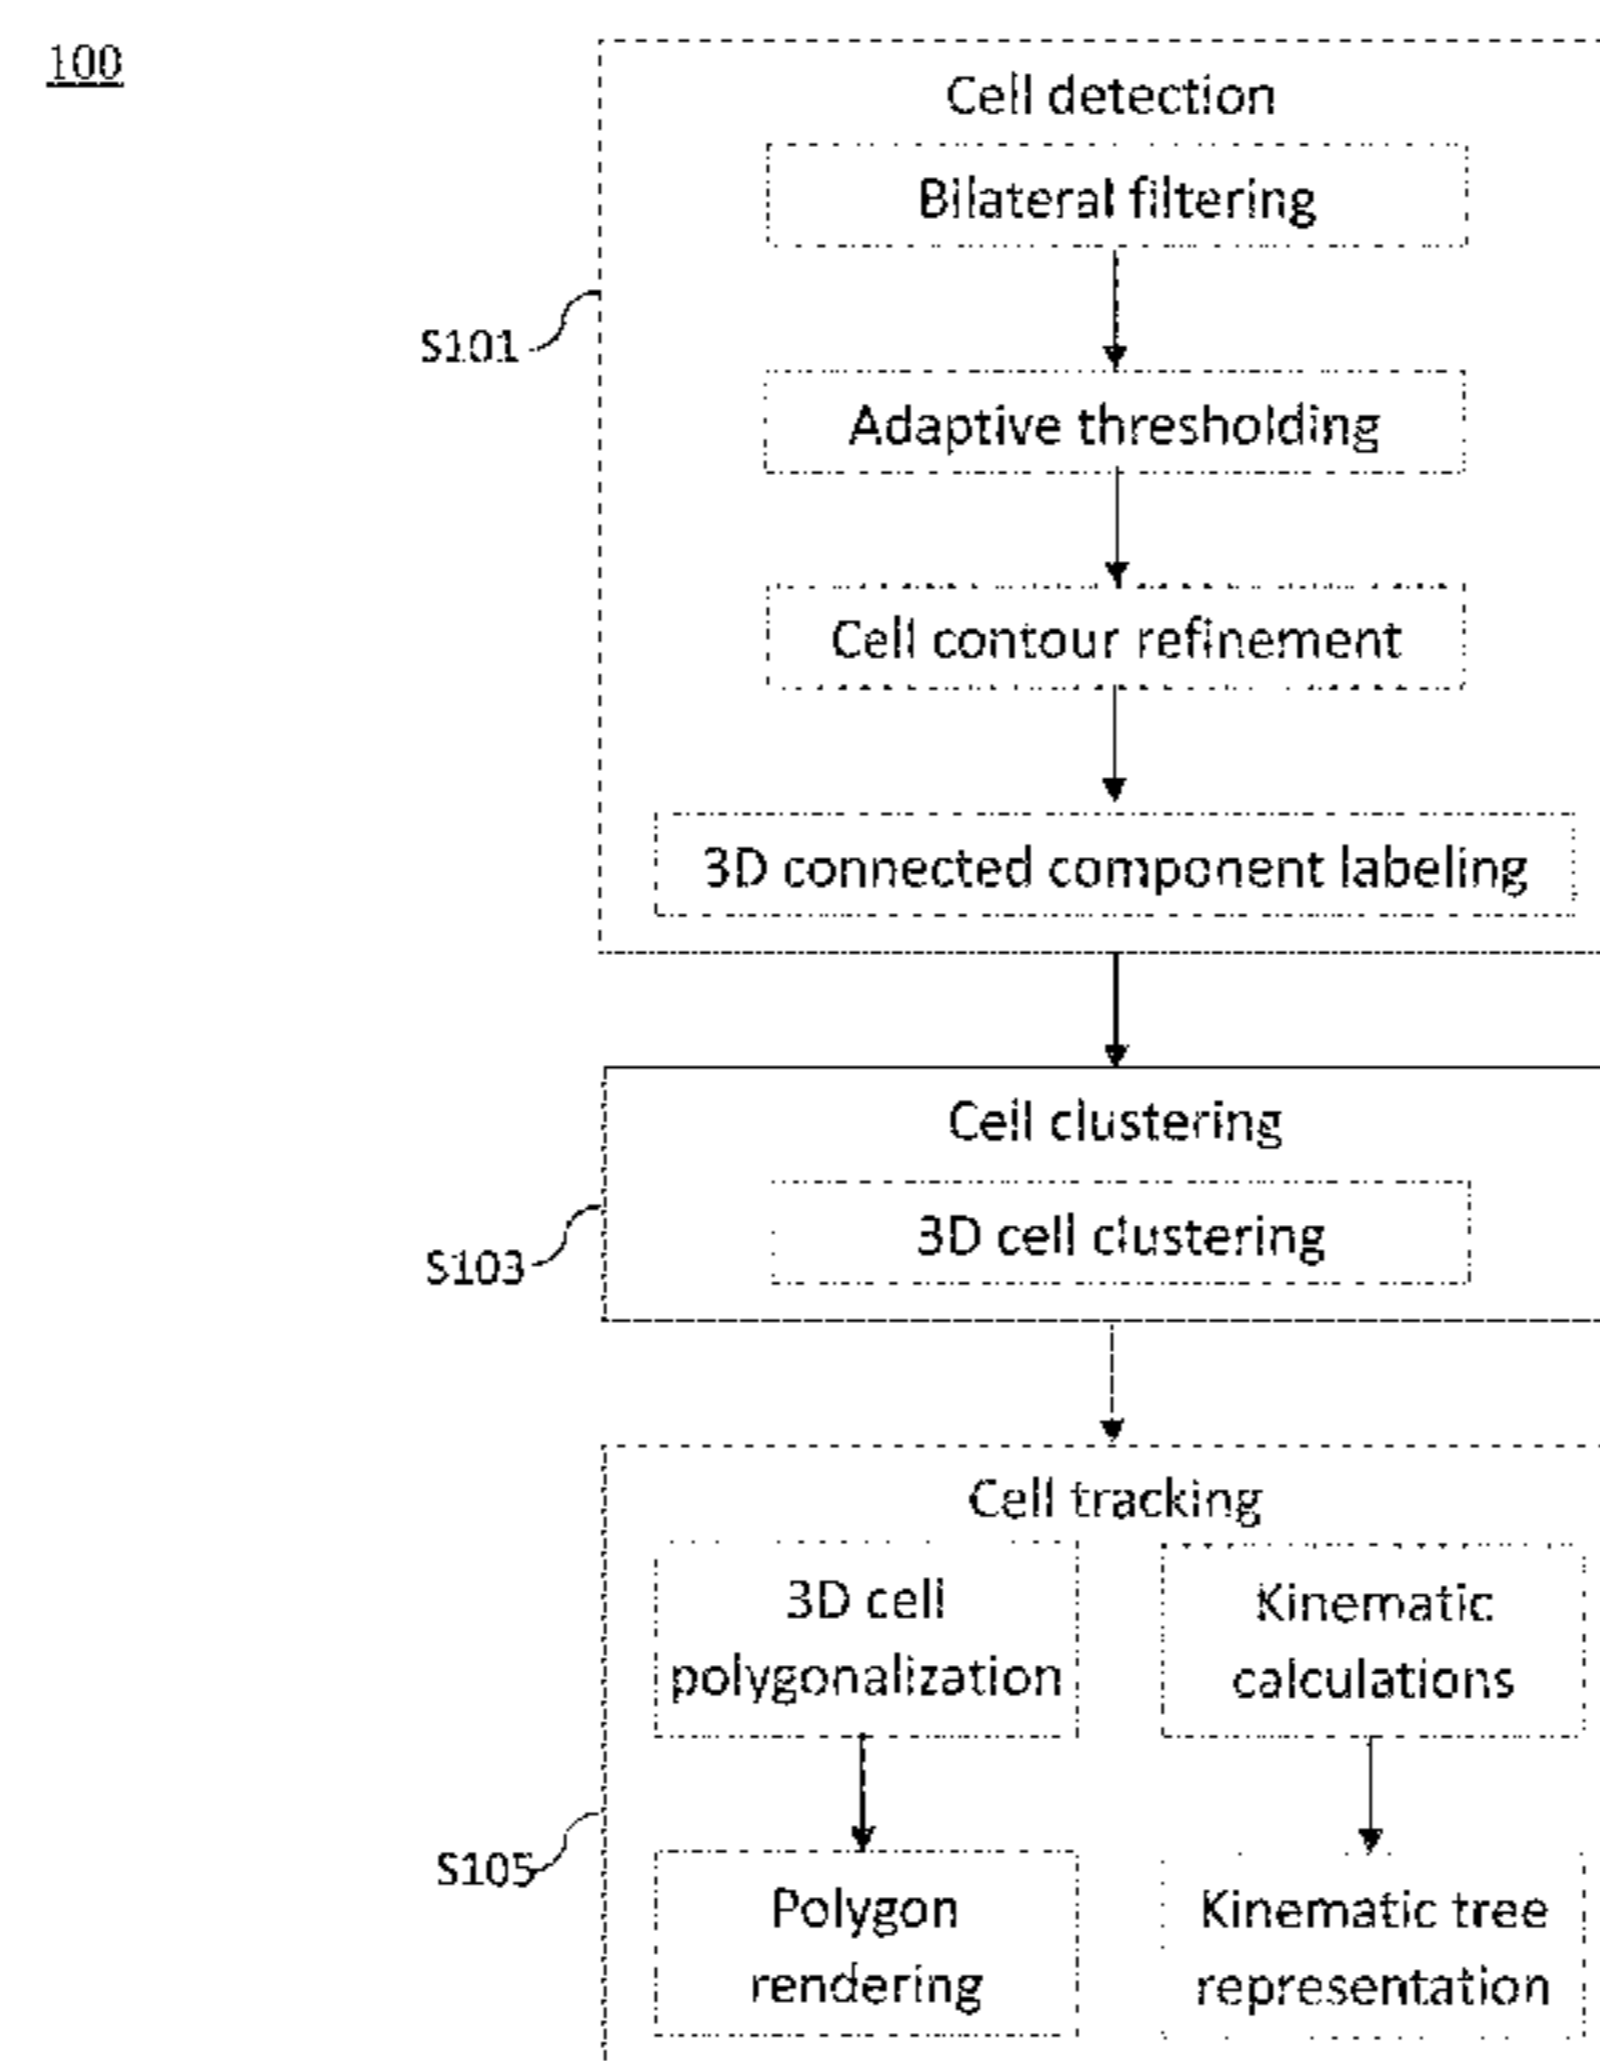 100
Cell detection
Bilateral filtering
S101
Adaptive thresholding
Cell contour refinement
3D connected component labeling
Cell clustering
3D cell clustering
S103
Cell tracking
3D cell
polygonalization
Kinematic
calculations
S105
Polygon
rendering
Kinematic tree
representation